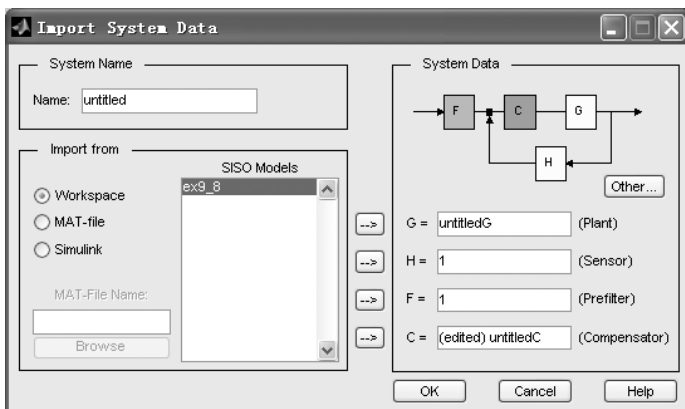 Import System Data
System Name
Name: untitled
Import from
SISO Models
Workspace
MAT-file
Simulink
MAT-File Name:
Browse
ex9_8
System Data
F
C
G
H
Other...
--> G = untitledG (Plant)
--> H = 1 (Sensor)
--> F = 1 (Prefilter)
--> C = (edited) untitledC (Compensator)
OK
Cancel
Help